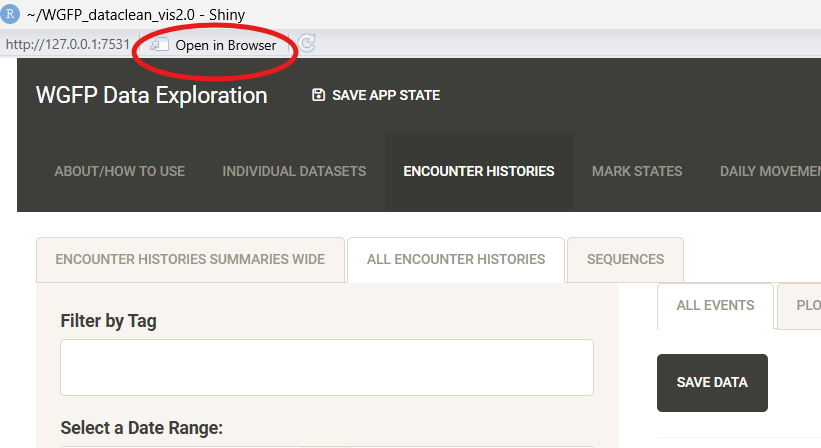 R ~/WGFP_dataclean_vis2.0 - Shiny
http://127.0.0.1:7531 Open in Browser
WGFP Data Exploration SAVE APP STATE
ABOUT/HOW TO USE INDIVIDUAL DATASETS ENCOUNTER HISTORIES MARK STATES DAILY MOVEMEN
ENCOUNTER HISTORIES SUMMARIES WIDE ALL ENCOUNTER HISTORIES SEQUENCES
ALL EVENTS PLO
Filter by Tag
SAVE DATA
Select a Date Range: